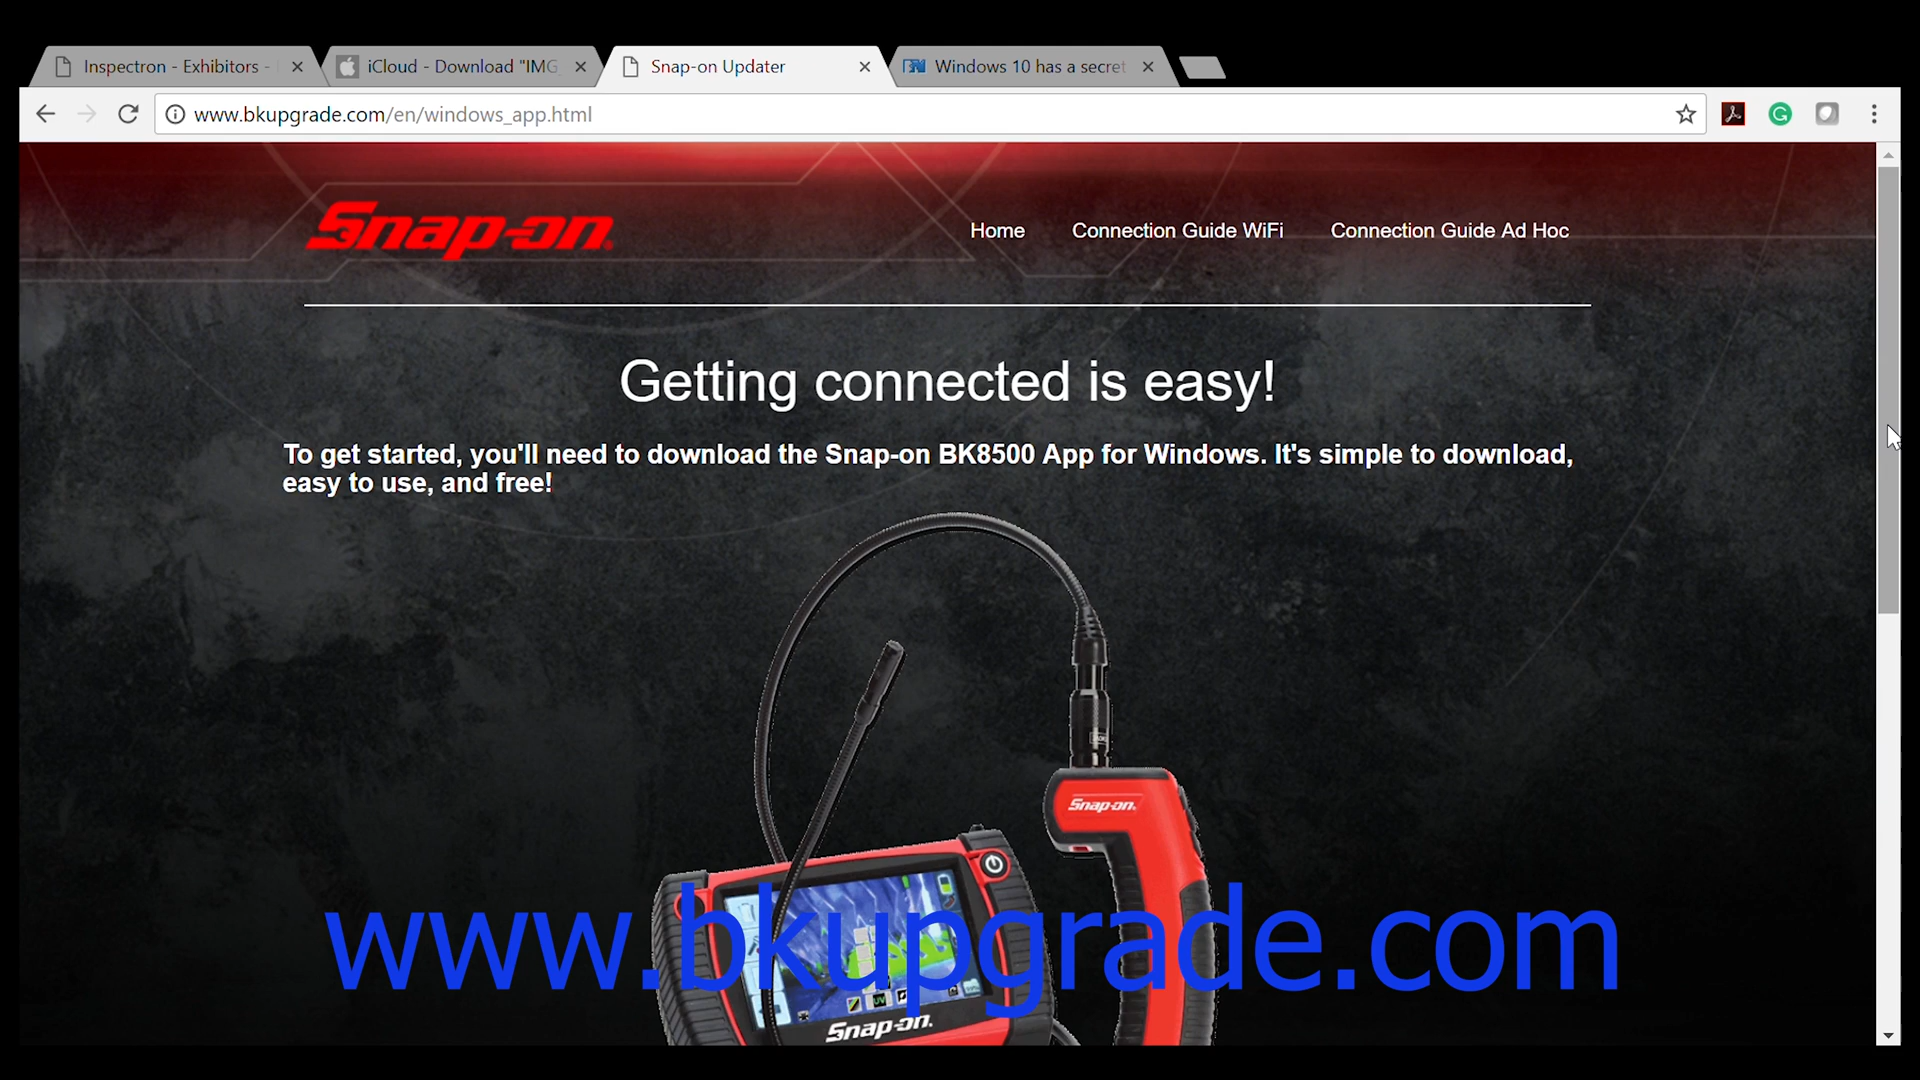 Inspectron - Exhibitors -
iCloud - Download "IMG_
Snap-on Updater
Windows 10 has a secret
www.bkupgrade.com/en/windows_app.html
Snap-on
Home
Connection Guide WiFi
Connection Guide Ad Hoc
Getting connected is easy!
To get started, you'll need to download the Snap-on BK8500 App for Windows. It's simple to download,
easy to use, and free!
Snap-on
www.bkupgrade.com
UV
Snap-on